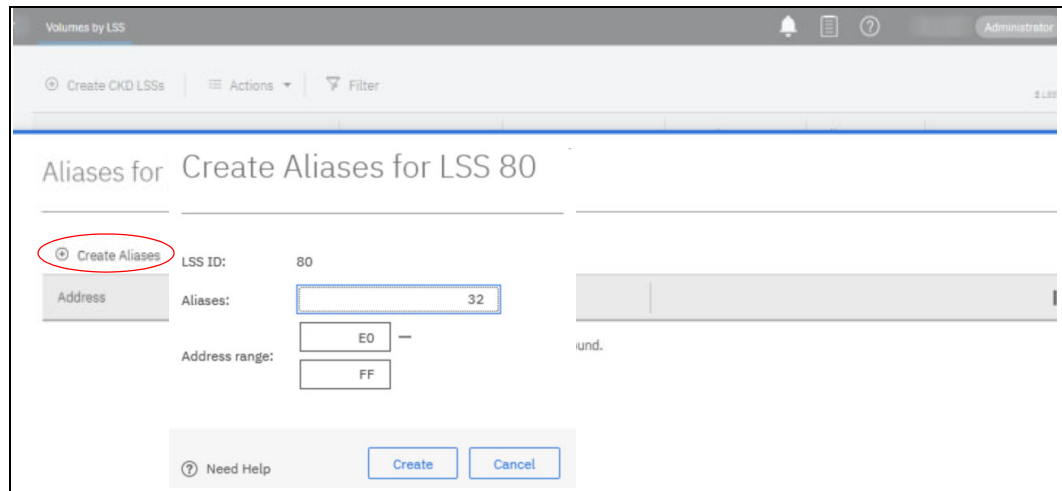 Volumes by LSS
Administrator
Create CKD LSSs Actions Filter
Aliases for
Create Aliases for LSS 80
Create Aliases
LSS ID: 80
Address
Aliases: 32
Address range: E0 —
FF
und.
? Need Help Create Cancel